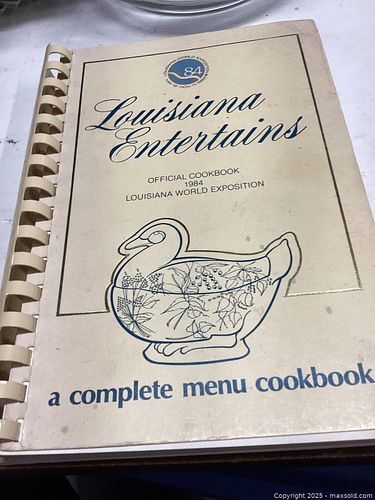 84
Louisiana
Entertains
OFFICIAL COOKBOOK
1984
LOUISIANA WORLD EXPOSITION
a complete menu cookbook
Copyright 2025 - maxsold.com